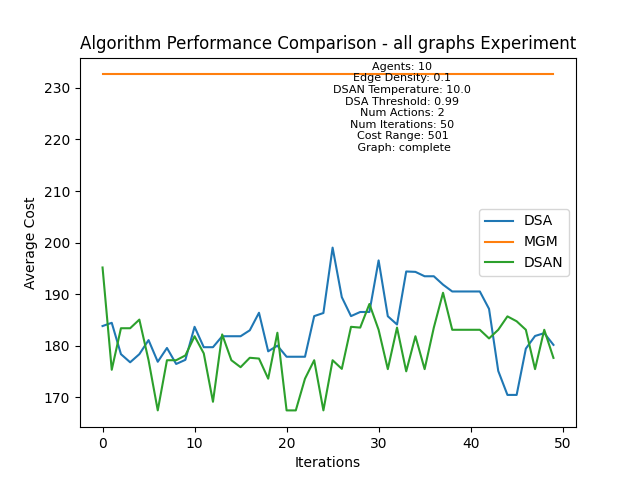 Algorithm Performance Comparison - all graphs Experiment
Agents: 10
Edge Density: 0.1
DSAN Temperature: 10.0
DSA Threshold: 0.99
Num Actions: 2
Num Iterations: 50
Cost Range: 501
Graph: complete
230
220
210
200
190
180
170
Average Cost
DSA
MGM
DSAN
0
10
20
30
40
50
Iterations